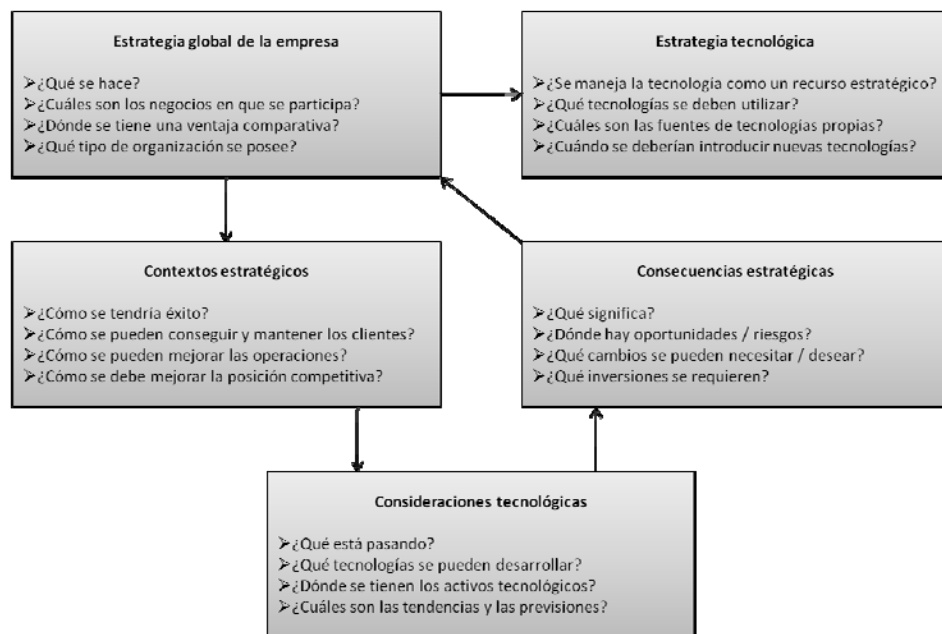 Estrategia global de la empresa
➢¿Qué se hace?
➢¿Cuáles son los negocios en que se participa?
➢¿Dónde se tiene una ventaja comparativa?
➢¿Qué tipo de organización se posee?
Estrategia tecnológica
➢¿Se maneja la tecnología como un recurso estratégico?
➢¿Qué tecnologías se deben utilizar?
➢¿Cuáles son las fuentes de tecnologías propias?
➢¿Cuándo se deberían introducir nuevas tecnologías?
Contextos estratégicos
➢¿Cómo se tendría éxito?
➢¿Cómo se pueden conseguir y mantener los clientes?
➢¿Cómo se pueden mejorar las operaciones?
➢¿Cómo se debe mejorar la posición competitiva?
Consecuencias estratégicas
➢¿Qué significa?
➢¿Dónde hay oportunidades / riesgos?
➢¿Qué cambios se pueden necesitar / desear?
➢¿Qué inversiones se requieren?
Consideraciones tecnológicas
➢¿Qué está pasando?
➢¿Qué tecnologías se pueden desarrollar?
➢¿Dónde se tienen los activos tecnológicos?
➢¿Cuáles son las tendencias y las previsiones?